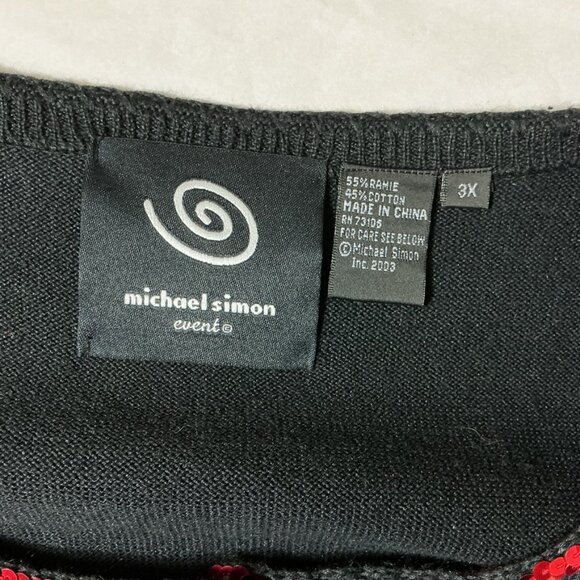 michael simon
event ©
55% RAMIE
45% COTTON
MADE IN CHINA
RN 73106
FOR CARE SEE BELOW
© Michael Simon
Inc. 2003
3X